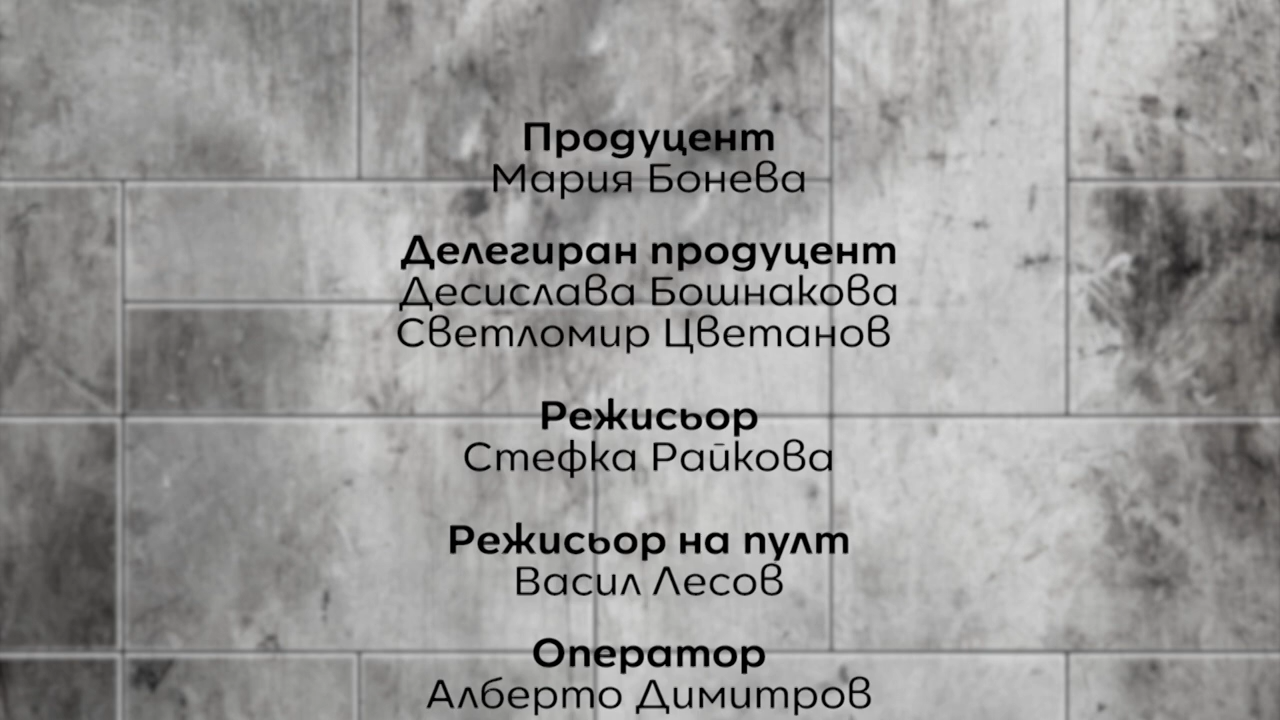 Продуцент
Мария Бонева
Делегиран продуцент
Десислава Бошнакова
Светломир Цветанов
Режисьор
Стефка Райкова
Режисьор на пулт
Васил Лесов
Оператор
Алберто Димитров